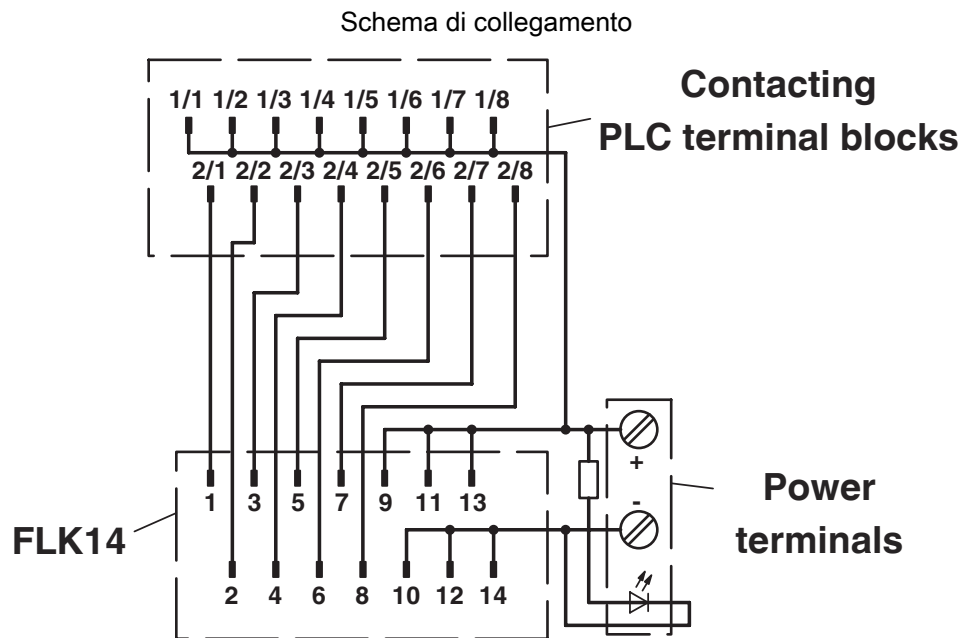 Schema di collegamento
1/1 1/2 1/3 1/4 1/5 1/6 1/7 1/8
Contacting
PLC terminal blocks
2/1 2/2 2/3 2/4 2/5 2/6 2/7 2/8
+
-
Power
terminals
1 3 5 7 9 11 13
FLK14
2 4 6 8 10 12 14